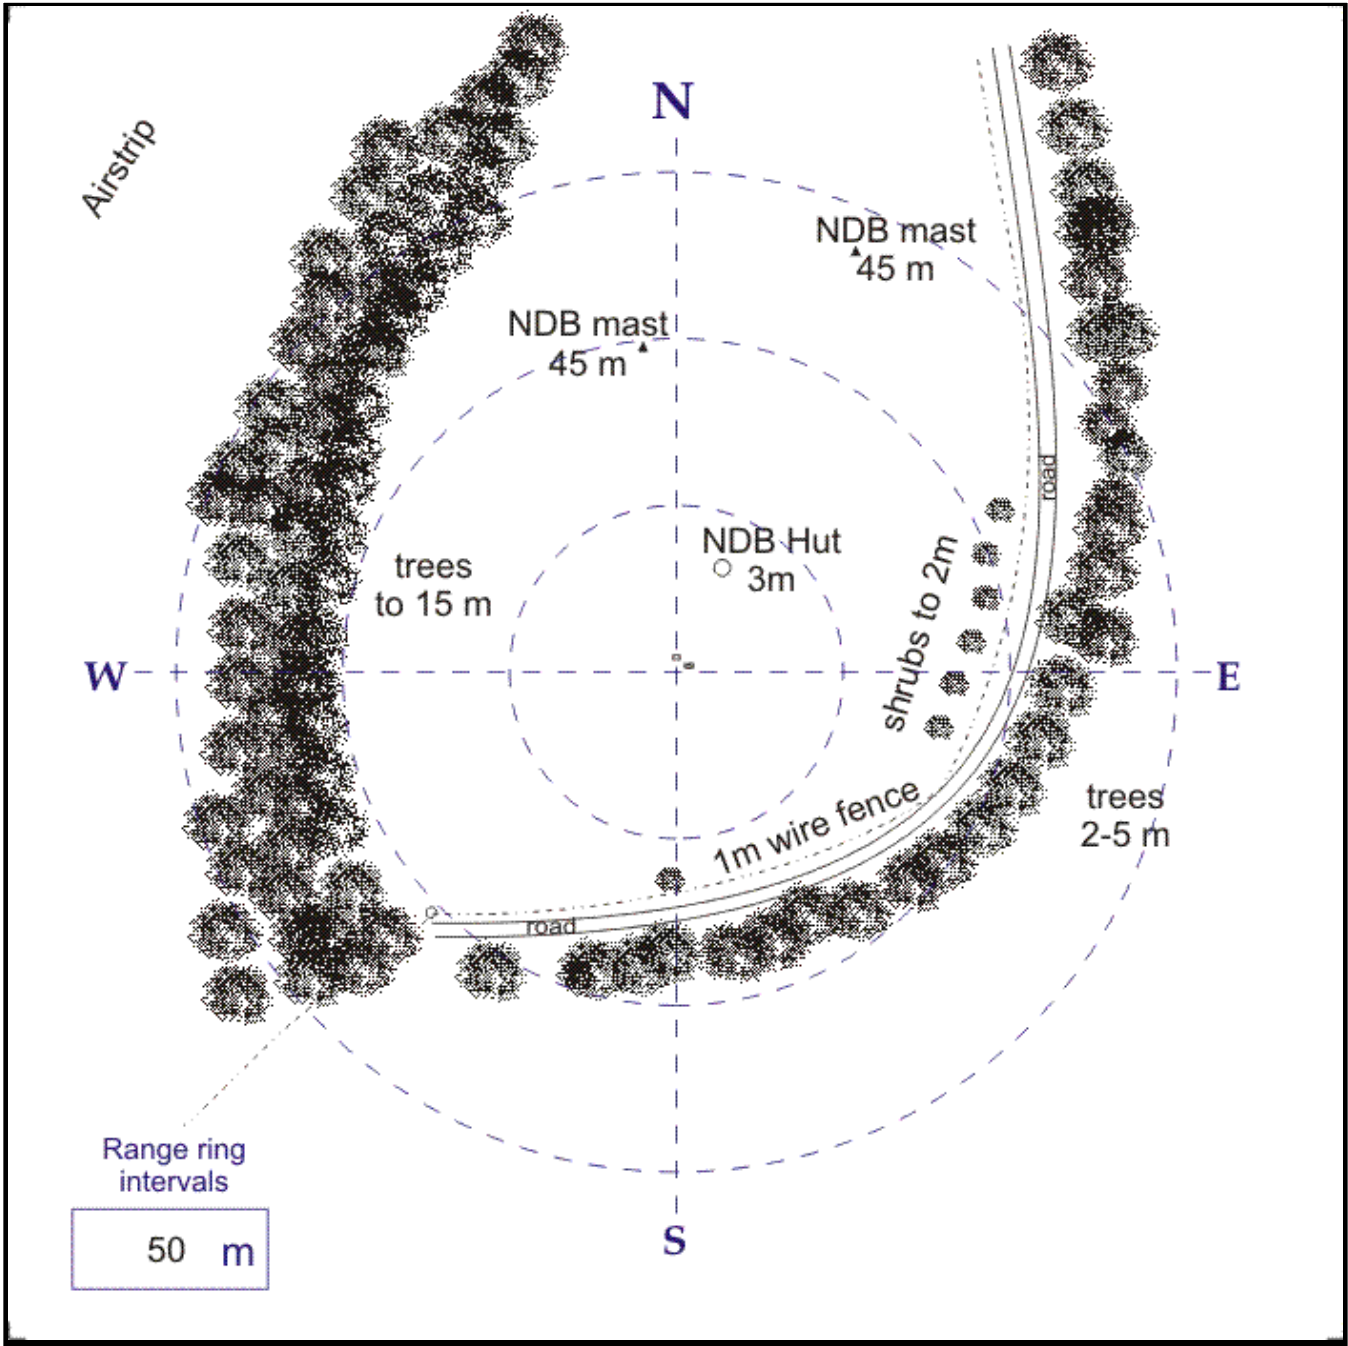 N
Airstrip
NDB mast
45 m
NDB mast
45 m
road
NDB Hut
3m
trees
to 15 m
shrubs to 2m
W
E
1m wire fence
trees
2-5 m
road
Range ring
intervals
50 m
S